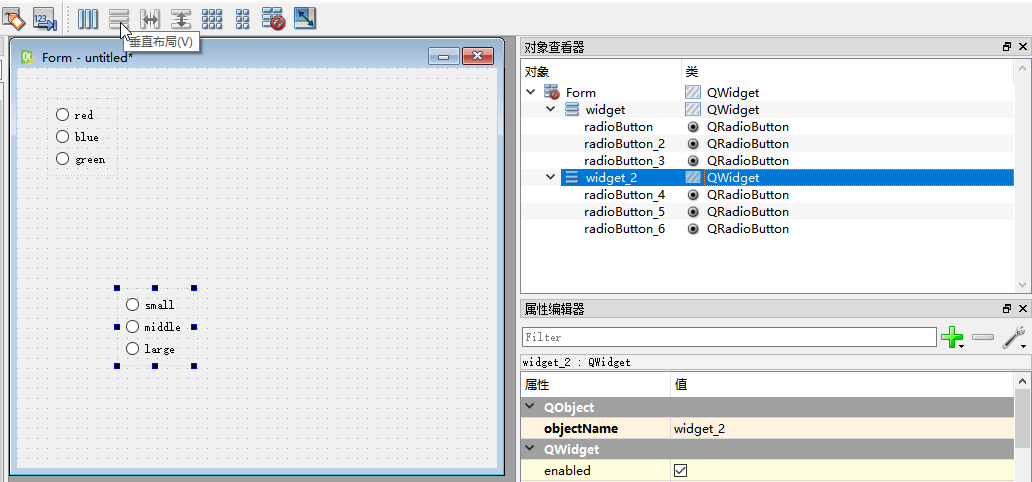 123
垂直布局(V)
Form - untitled*
red
blue
green
small
middle
large
对象查看器
对象 类
Form QWidget
widget QWidget
radioButton QRadioButton
radioButton_2 QRadioButton
radioButton_3 QRadioButton
widget_2 QWidget
radioButton_4 QRadioButton
radioButton_5 QRadioButton
radioButton_6 QRadioButton
属性编辑器
Filter
widget_2 : QWidget
属性 值
QObject
objectName widget_2
QWidget
enabled